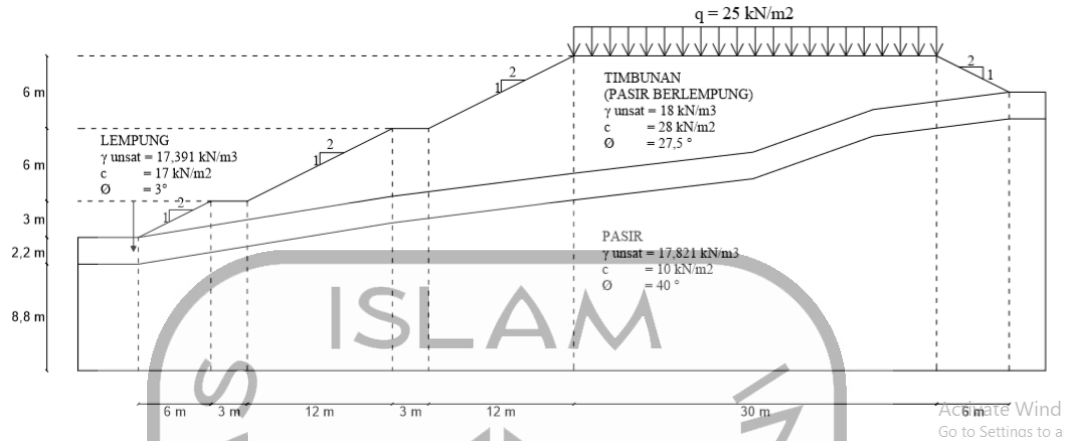 q = 25 kN/m2
2
1
TIMBUNAN
(PASIR BERLEMPUNG)
γ unsat = 18 kN/m3
c = 28 kN/m2
Ø = 27,5 °
2
1
6 m
LEMPUNG
γ unsat = 17,391 kN/m3
c = 17 kN/m2
Ø = 3°
2
1
6 m
2
1
3 m
2,2 m
PASIR
γ unsat = 17,821 kN/m3
c = 10 kN/m2
Ø = 40 °
8,8 m
ISLAM
6 m
3 m
12 m
3 m
12 m
30 m
6 m
Activate Wind
Go to Settings to a